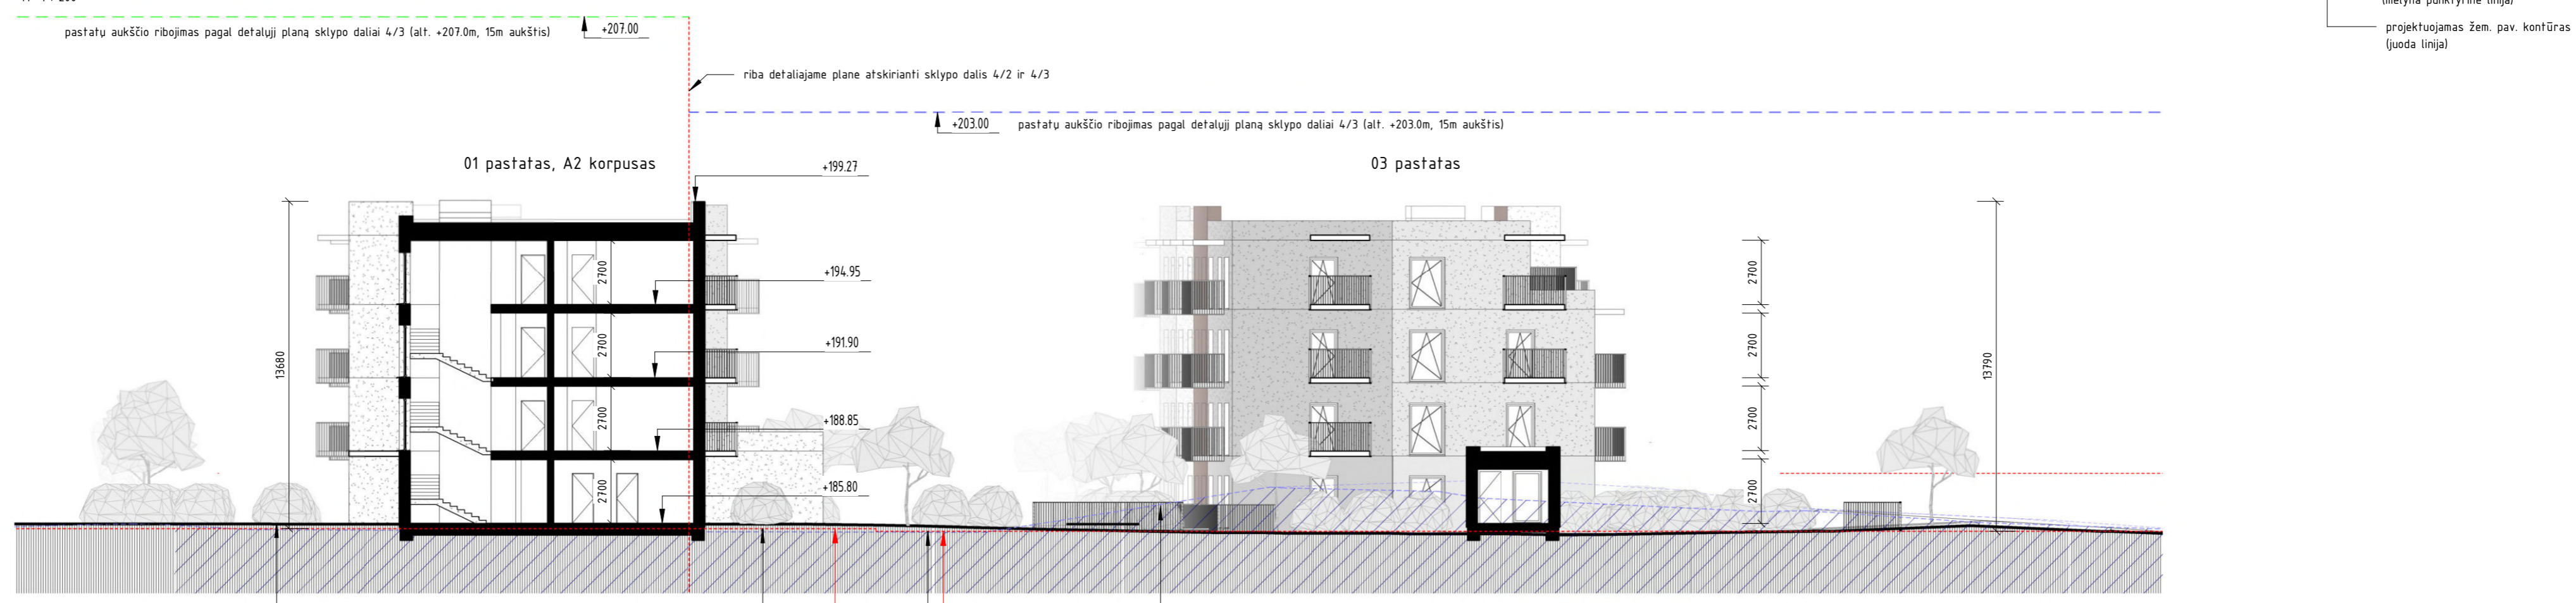 pastatų aukščio ribojimas pagal detalųjį planą sklypo daliai 4/3 (alt. +207.0m, 15m aukštis)
+207.00
projektuojamas žem. pav. kontūras
(juoda linija)
riba detaliajame plane atskirianti sklypo dalis 4/2 ir 4/3
+203.00
pastatų aukščio ribojimas pagal detalųjį planą sklypo daliai 4/3 (alt. +203.0m, 15m aukštis)
01 pastatas, A2 korpusas
+199.27
03 pastatas
13680
2700
2700
2700
2700
+194.95
+191.90
+188.85
+185.80
2700
2700
2700
2700
13790